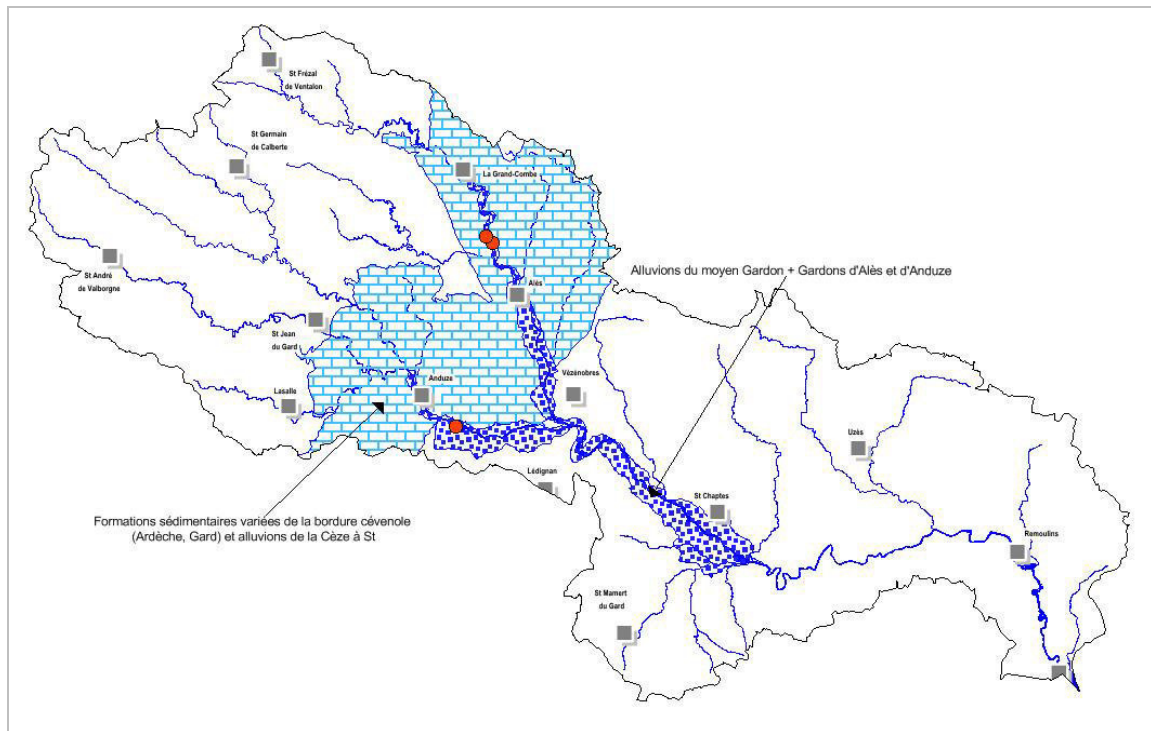 St Frézal
de Ventalon
St Germain
de Calberte
La Grand-Combe
St André
de Valborgne
Alluvions du moyen Gardon + Gardons d'Alès et d'Anduze
Alès
St Jean
du Gard
Anduze
Vézénobres
Lasalle
Uzès
Lédignan
St Chaptes
Formations sédimentaires variées de la bordure cévenole
(Ardèche, Gard) et alluvions de la Cèze à St
Remoulins
St Mamert
du Gard